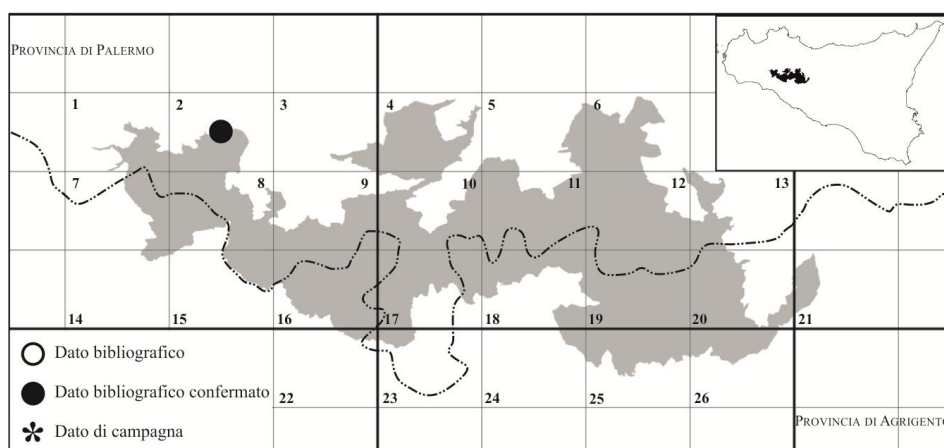 PROVINCIA DI PALERMO
1 2 3 4 5 6
7 8 9 10 11 12 13
14 15 16 17 18 19 20 21
Dato bibliografico
Dato bibliografico confermato
22 23 24 25 26
Dato di campagna
PROVINCIA DI AGRIGENTO